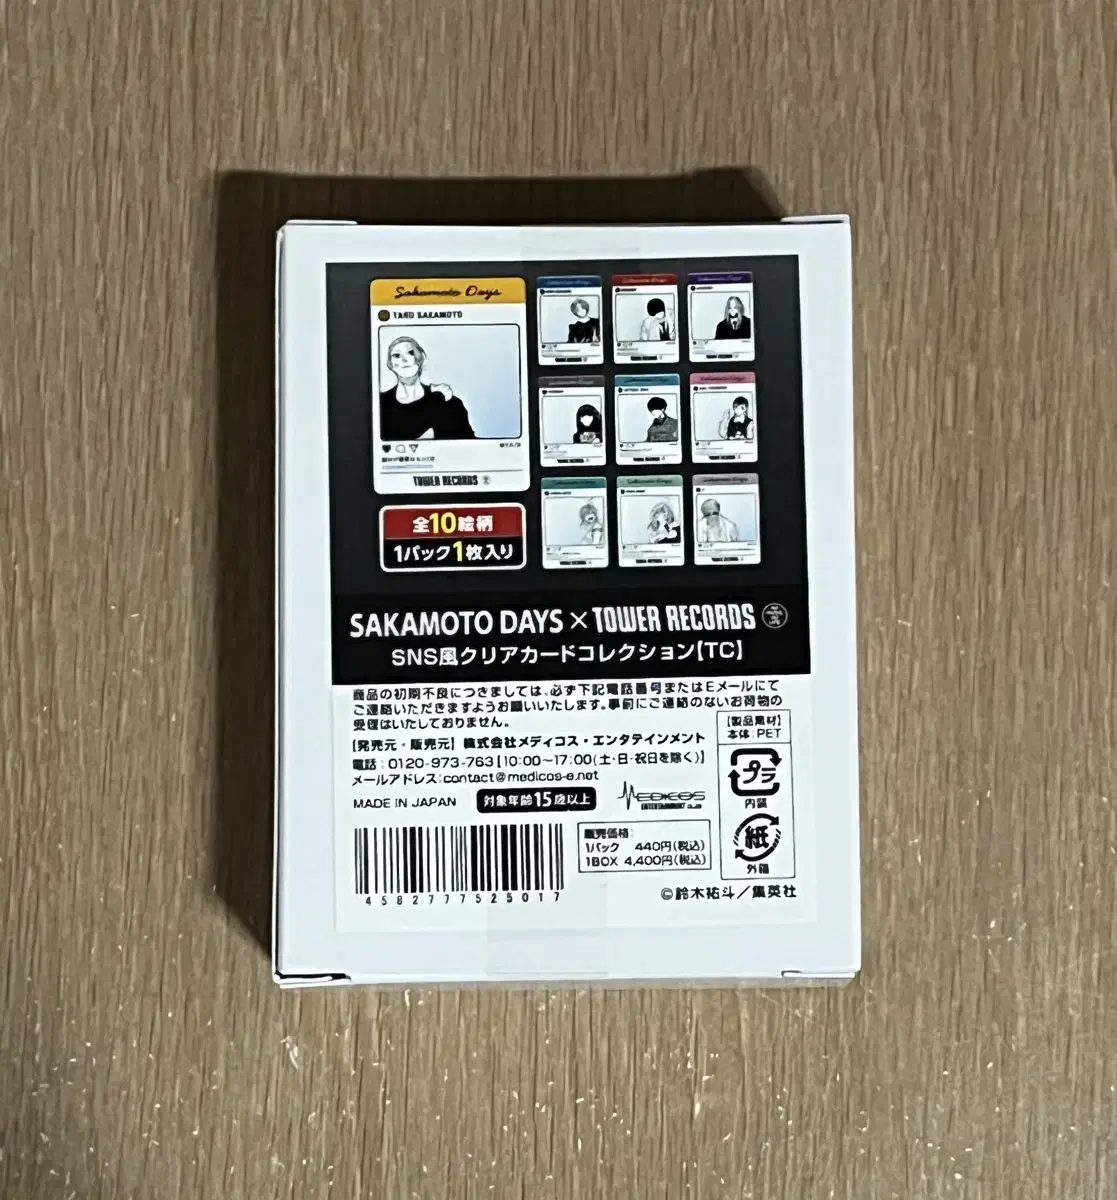 Sakamoto Days
TARO SAKAMOTO
TOWER RECORDS
全10絵柄
1パック1枚入り
SAKAMOTO DAYS × TOWER RECORDS
SNS風クリアカードコレクション【TC】
商品の初期不良につきましては、必ず下記電話番号またはEメールにて
ご連絡いただきますようお願いいたします。事前にご連絡のないお荷物の
受理はいたしておりません。
【発売元・販売元】株式会社メディコス・エンタテインメント
電話:0120-973-763【10:00〜17:00(土・日・祝日を除く)】
メールアドレス:contact@medicos-e.net
MADE IN JAPAN
対象年齢15歳以上
MEDICOS
ENTERTAINMENT
【製品素材】
本体:PET
プラ
内装
紙
外箱
販売価格:
1パック 440円(税込)
1BOX 4,400円(税込)
4582777525017
©鈴木祐斗/集英社